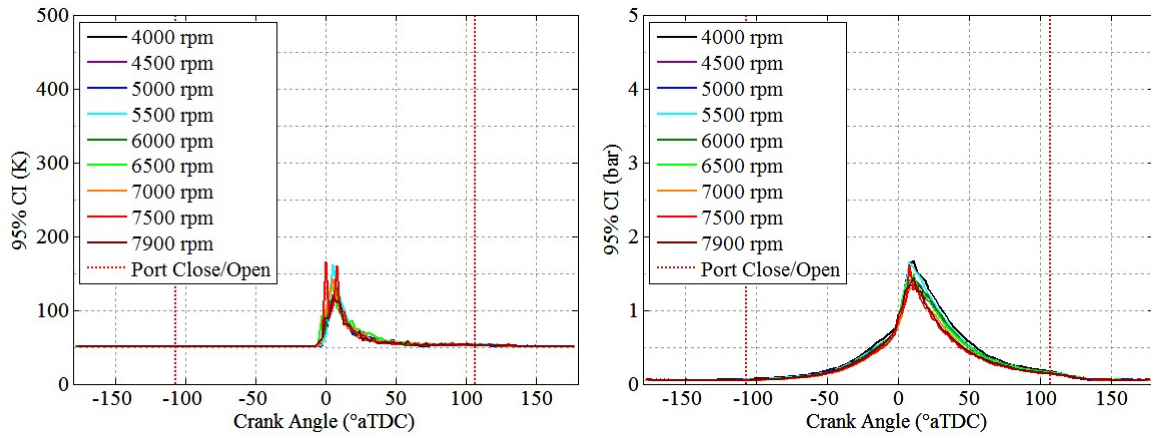 500
400
300
200
100
0
95% CI (K)
4000 rpm
4500 rpm
5000 rpm
5500 rpm
6000 rpm
6500 rpm
7000 rpm
7500 rpm
7900 rpm
Port Close/Open
-150 -100 -50 0 50 100 150
Crank Angle (°aTDC)
5
4
3
2
1
0
95% CI (bar)
4000 rpm
4500 rpm
5000 rpm
5500 rpm
6000 rpm
6500 rpm
7000 rpm
7500 rpm
7900 rpm
Port Close/Open
-150 -100 -50 0 50 100 150
Crank Angle (°aTDC)